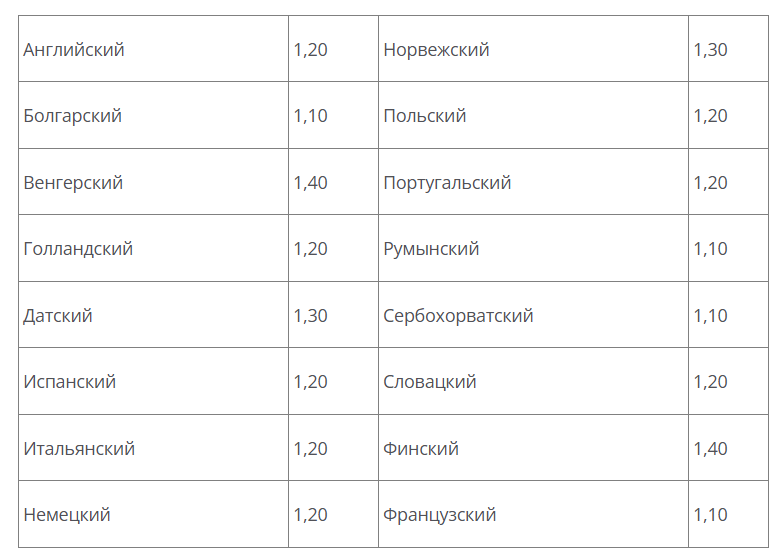 Английский 1,20 Норвежский 1,30
Болгарский 1,10 Польский 1,20
Венгерский 1,40 Португальский 1,20
Голландский 1,20 Румынский 1,10
Датский 1,30 Сербохорватский 1,10
Испанский 1,20 Словацкий 1,20
Итальянский 1,20 Финский 1,40
Немецкий 1,20 Французский 1,10